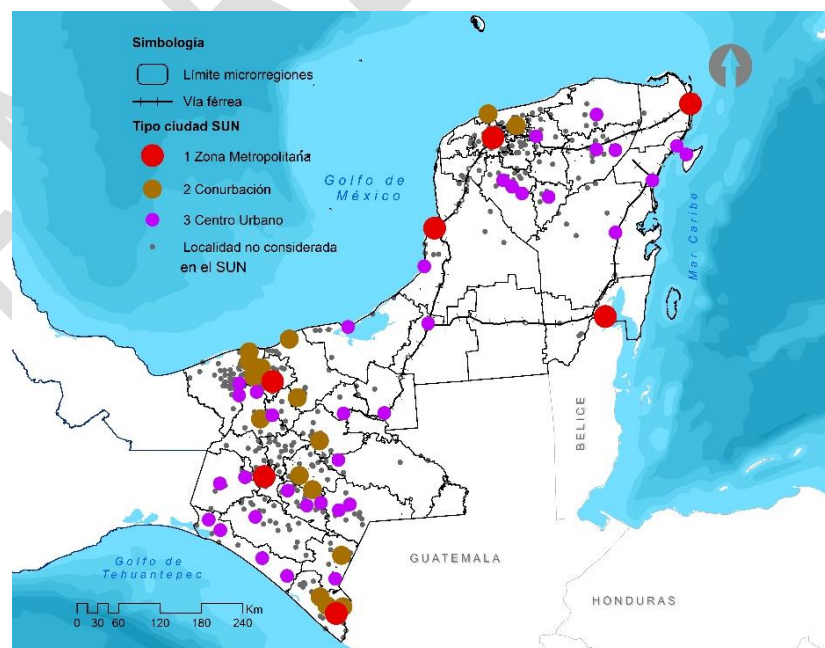 Simbología
Límite microrregiones
Vía férrea
Tipo ciudad SUN
1 Zona Metropolitana
2 Conurbación
3 Centro Urbano
Localidad no considerada
en el SUN
Golfo de
México
Mar Caribe
BELICE
GUATEMALA
HONDURAS
Golfo de
Tehuantepec
Km
0 15 30 60 120 180 240